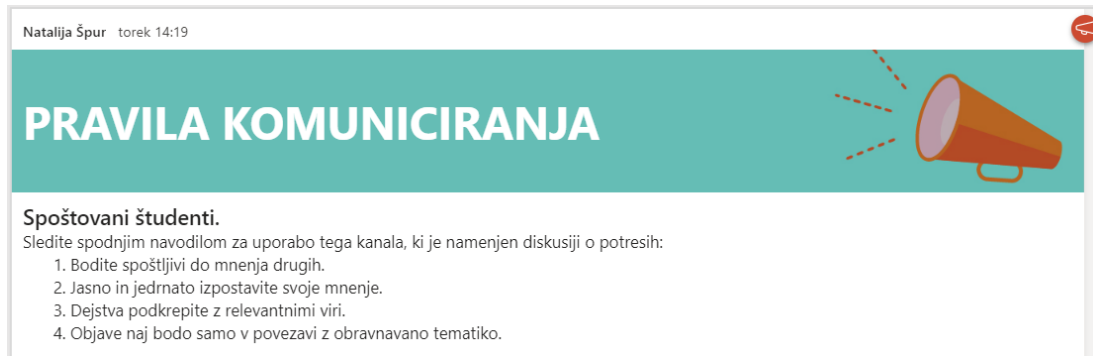 Natalija Špur torek 14:19
PRAVILA KOMUNICIRANJA
Spoštovani študenti.
Sledite spodnjim navodilom za uporabo tega kanala, ki je namenjen diskusiji o potresih:
1. Bodite spoštljivi do mnenja drugih.
2. Jasno in jedrnato izpostavite svoje mnenje.
3. Dejstva podkrepite z relevantnimi viri.
4. Objave naj bodo samo v povezavi z obravnavano tematiko.